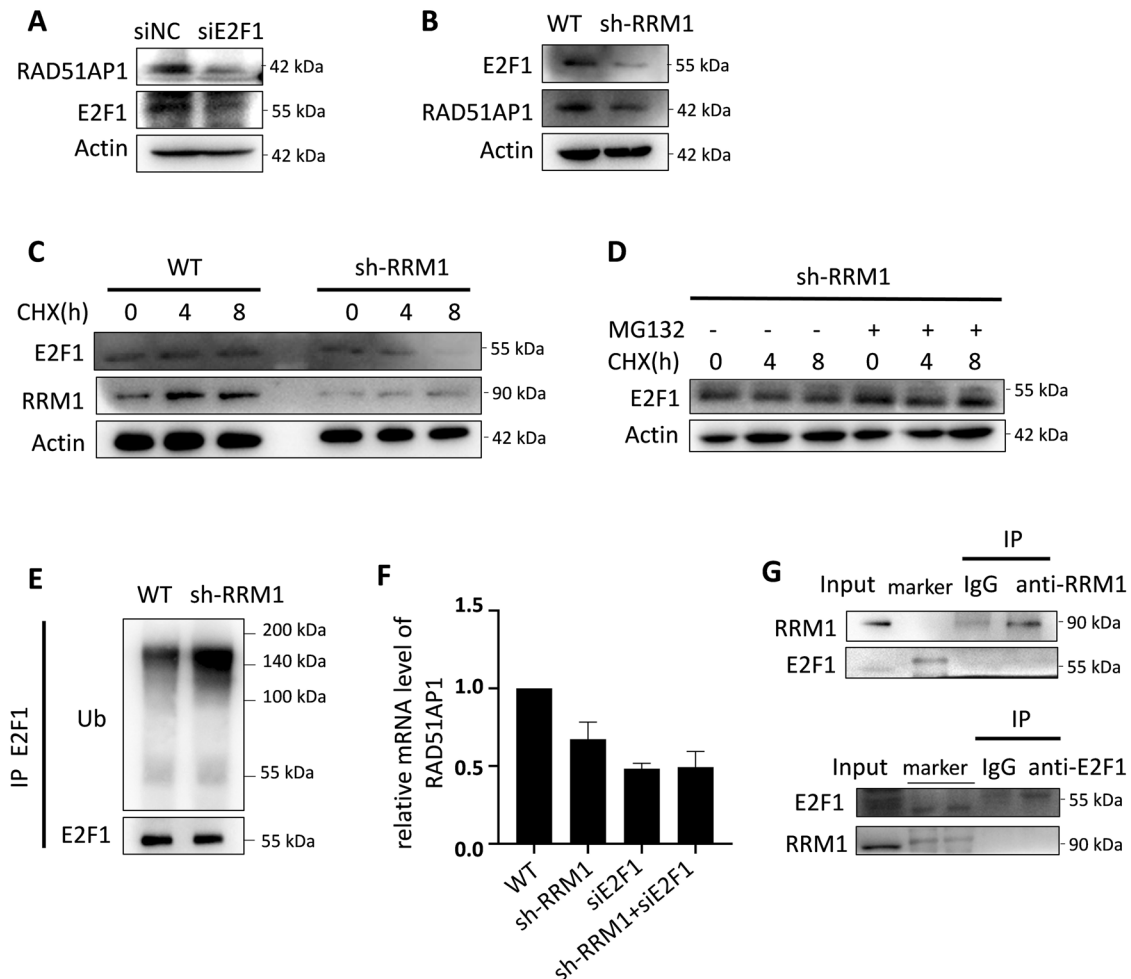 A
siNC siE2F1
RAD51AP1 42 kDa
E2F1 55 kDa
Actin 42 kDa
B
WT sh-RRM1
E2F1 55 kDa
RAD51AP1 42 kDa
Actin 42 kDa
C
WT sh-RRM1
CHX(h) 0 4 8 0 4 8
E2F1 55 kDa
RRM1 90 kDa
Actin 42 kDa
D
sh-RRM1
MG132 - - - + + +
CHX(h) 0 4 8 0 4 8
E2F1 55 kDa
Actin 42 kDa
E
WT sh-RRM1
IP E2F1
Ub
200 kDa
140 kDa
100 kDa
55 kDa
E2F1 55 kDa
F
relative mRNA level of
RAD51AP1
1.5
1.0
0.5
0.0
WT
sh-RRM1
siE2F1
sh-RRM1+siE2F1
G
IP
Input marker IgG anti-RRM1
RRM1 90 kDa
E2F1 55 kDa
IP
Input marker IgG anti-E2F1
E2F1 55 kDa
RRM1 90 kDa